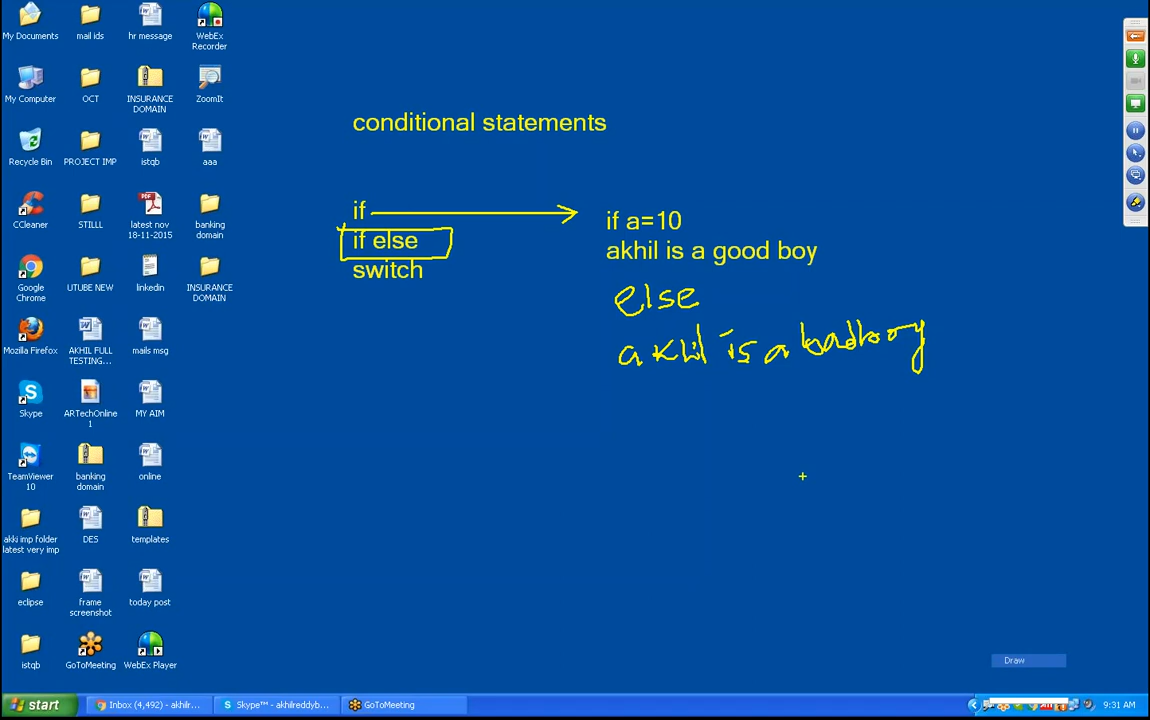 My Documents
mail ids
hr message
WebEx
Recorder
My Computer
OCT
INSURANCE
DOMAIN
ZoomIt
conditional statements
Recycle Bin
PROJECT IMP
istqb
aaa
CCleaner
STILLL
latest nov
18-11-2015
banking
domain
if
if else
switch
if a=10
akhil is a good boy
else
akhil is a badboy
Google
Chrome
UTUBE NEW
linkedin
INSURANCE
DOMAIN
Mozilla Firefox
AKHIL FULL
TESTING...
mails msg
Skype
ARTechOnline
1
MY AIM
TeamViewer
10
banking
domain
online
akki imp folder
latest very imp
DES
templates
eclipse
frame
screenshot
today post
istqb
GoToMeeting
WebEx Player
Draw
start
Inbox (4,492) - akhilr...
Skype™ - akhilreddyb...
GoToMeeting
9:31 AM